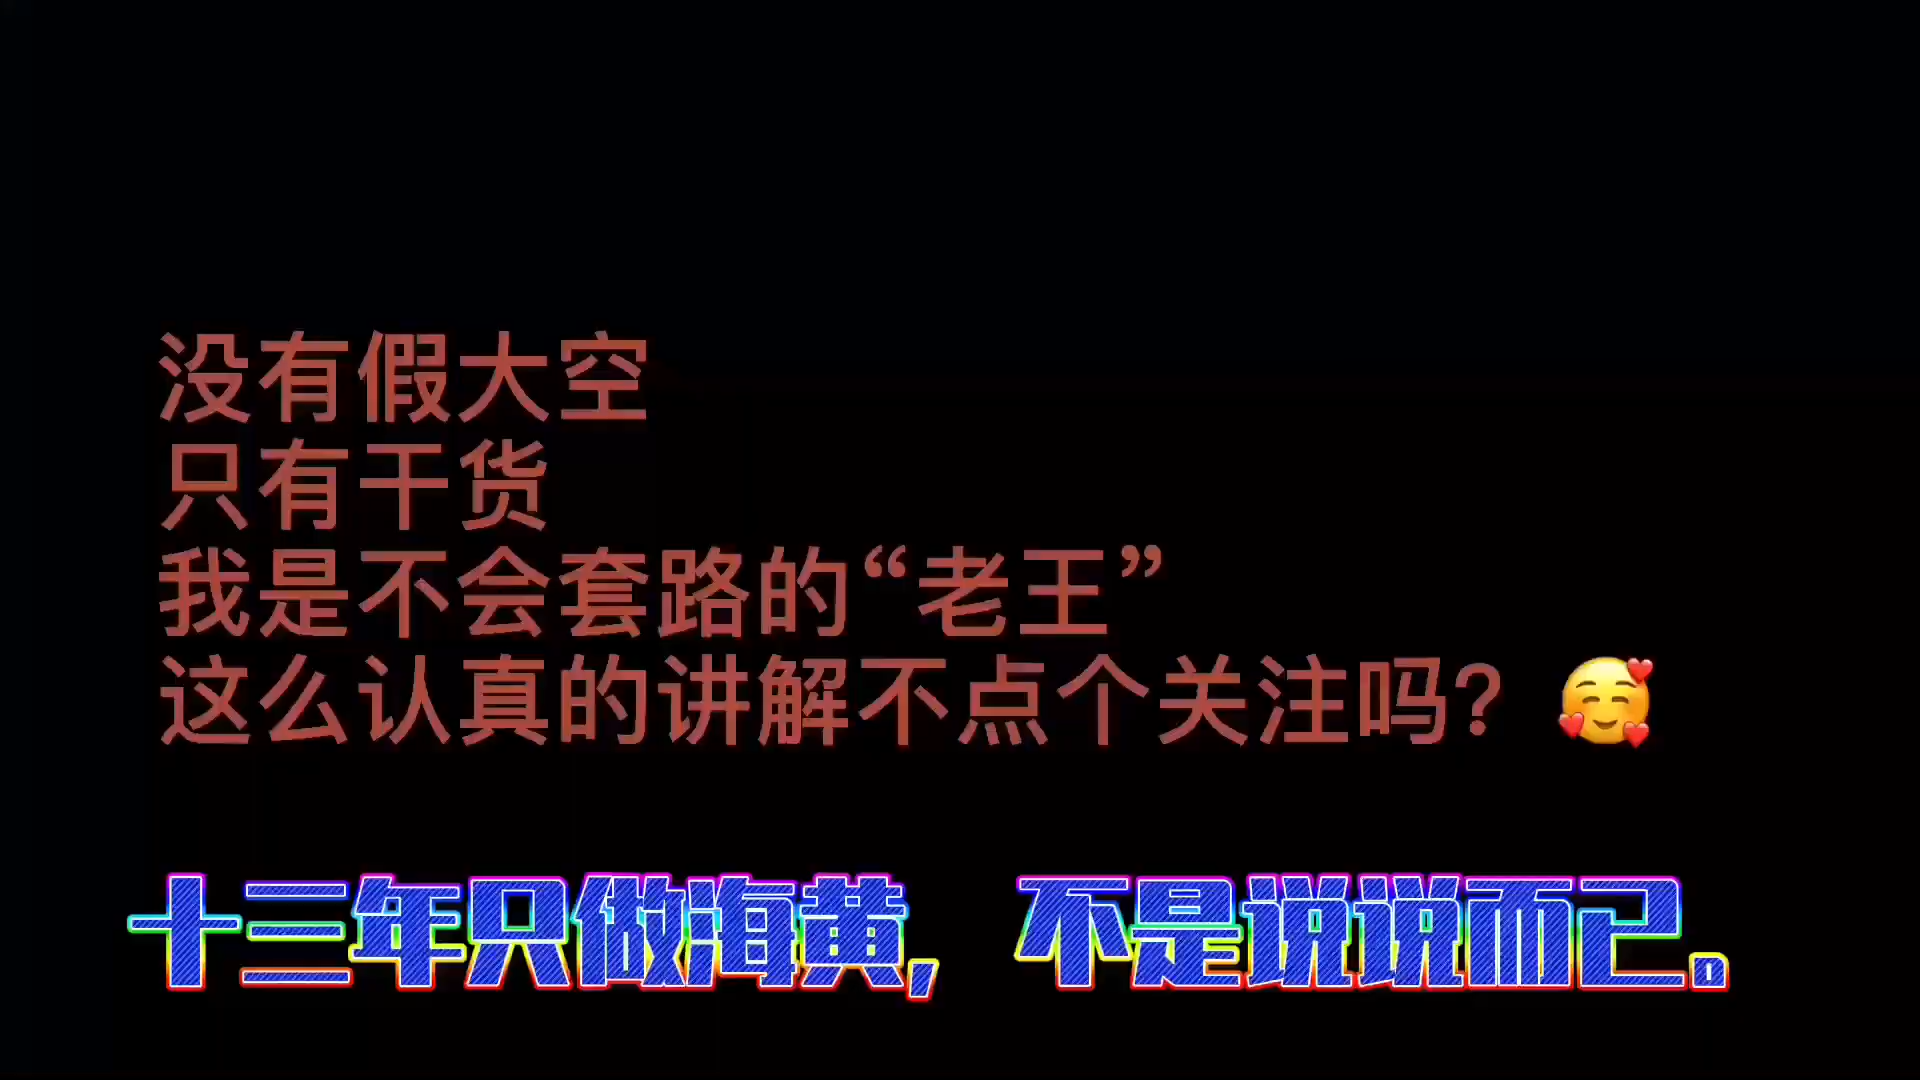 没有假大空
只有干货
我是不会套路的“老王”
这么认真的讲解不点个关注吗？🥰
十三年只做海黄，不是说说而已。